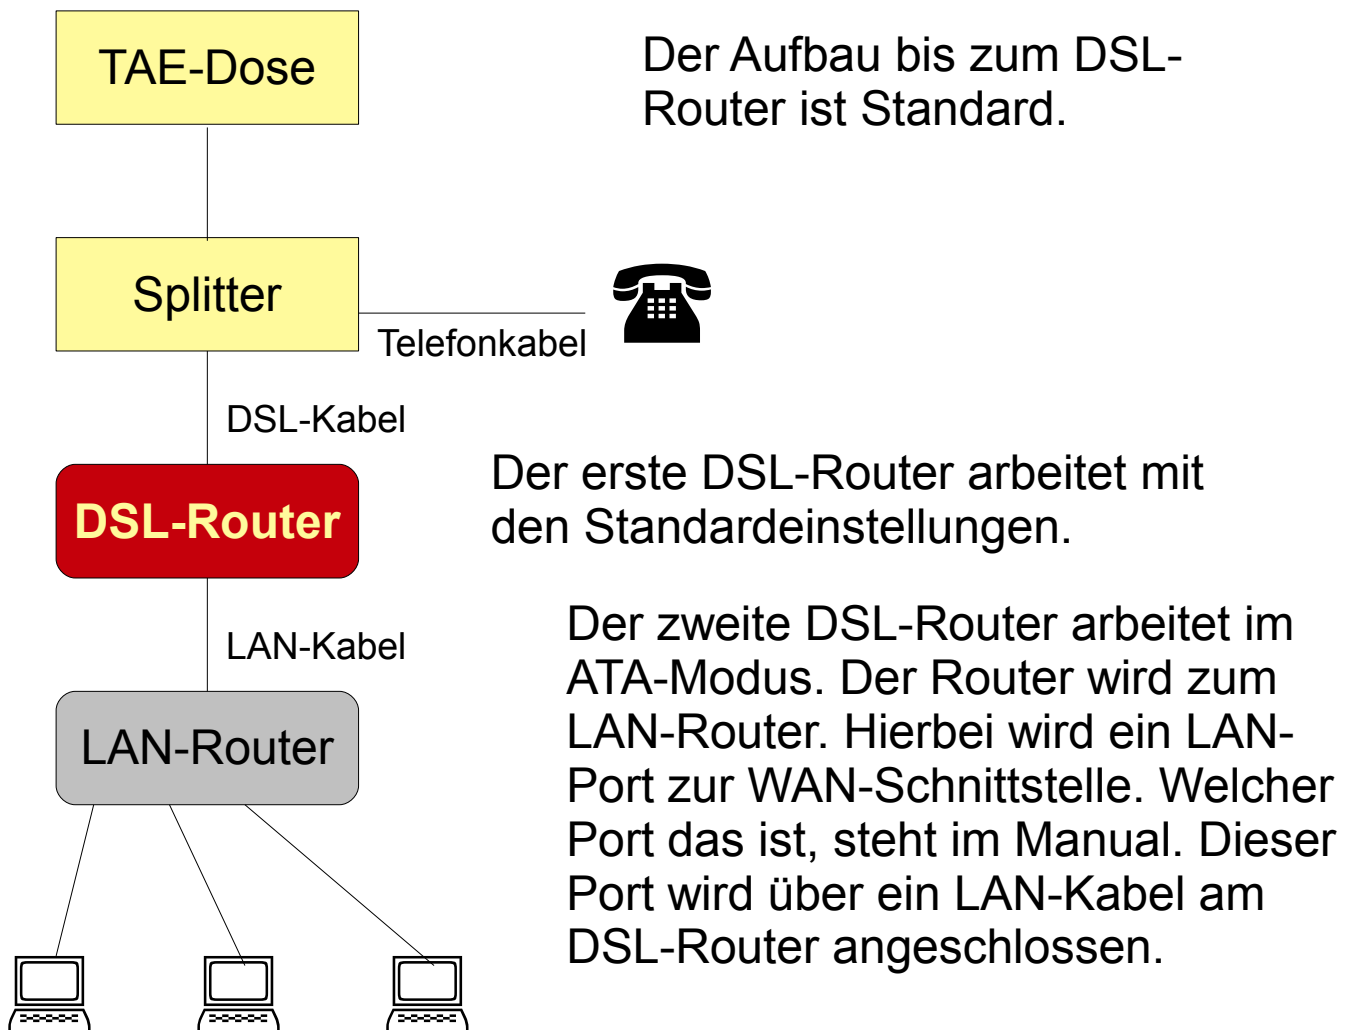 TAE-Dose
Der Aufbau bis zum DSL-
Router ist Standard.
Splitter
Telefonkabel
DSL-Kabel
Der erste DSL-Router arbeitet mit
den Standardeinstellungen.
DSL-Router
LAN-Kabel
Der zweite DSL-Router arbeitet im
ATA-Modus. Der Router wird zum
LAN-Router. Hierbei wird ein LAN-
Port zur WAN-Schnittstelle. Welcher
Port das ist, steht im Manual. Dieser
Port wird über ein LAN-Kabel am
DSL-Router angeschlossen.
LAN-Router